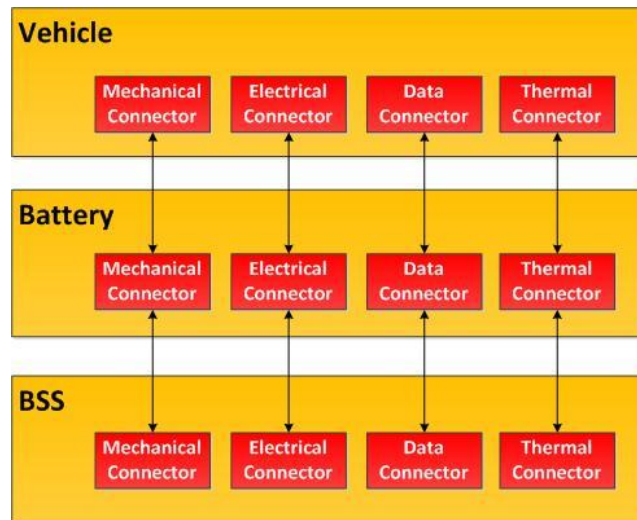 Vehicle
Mechanical Connector
Electrical Connector
Data Connector
Thermal Connector
Battery
Mechanical Connector
Electrical Connector
Data Connector
Thermal Connector
BSS
Mechanical Connector
Electrical Connector
Data Connector
Thermal Connector